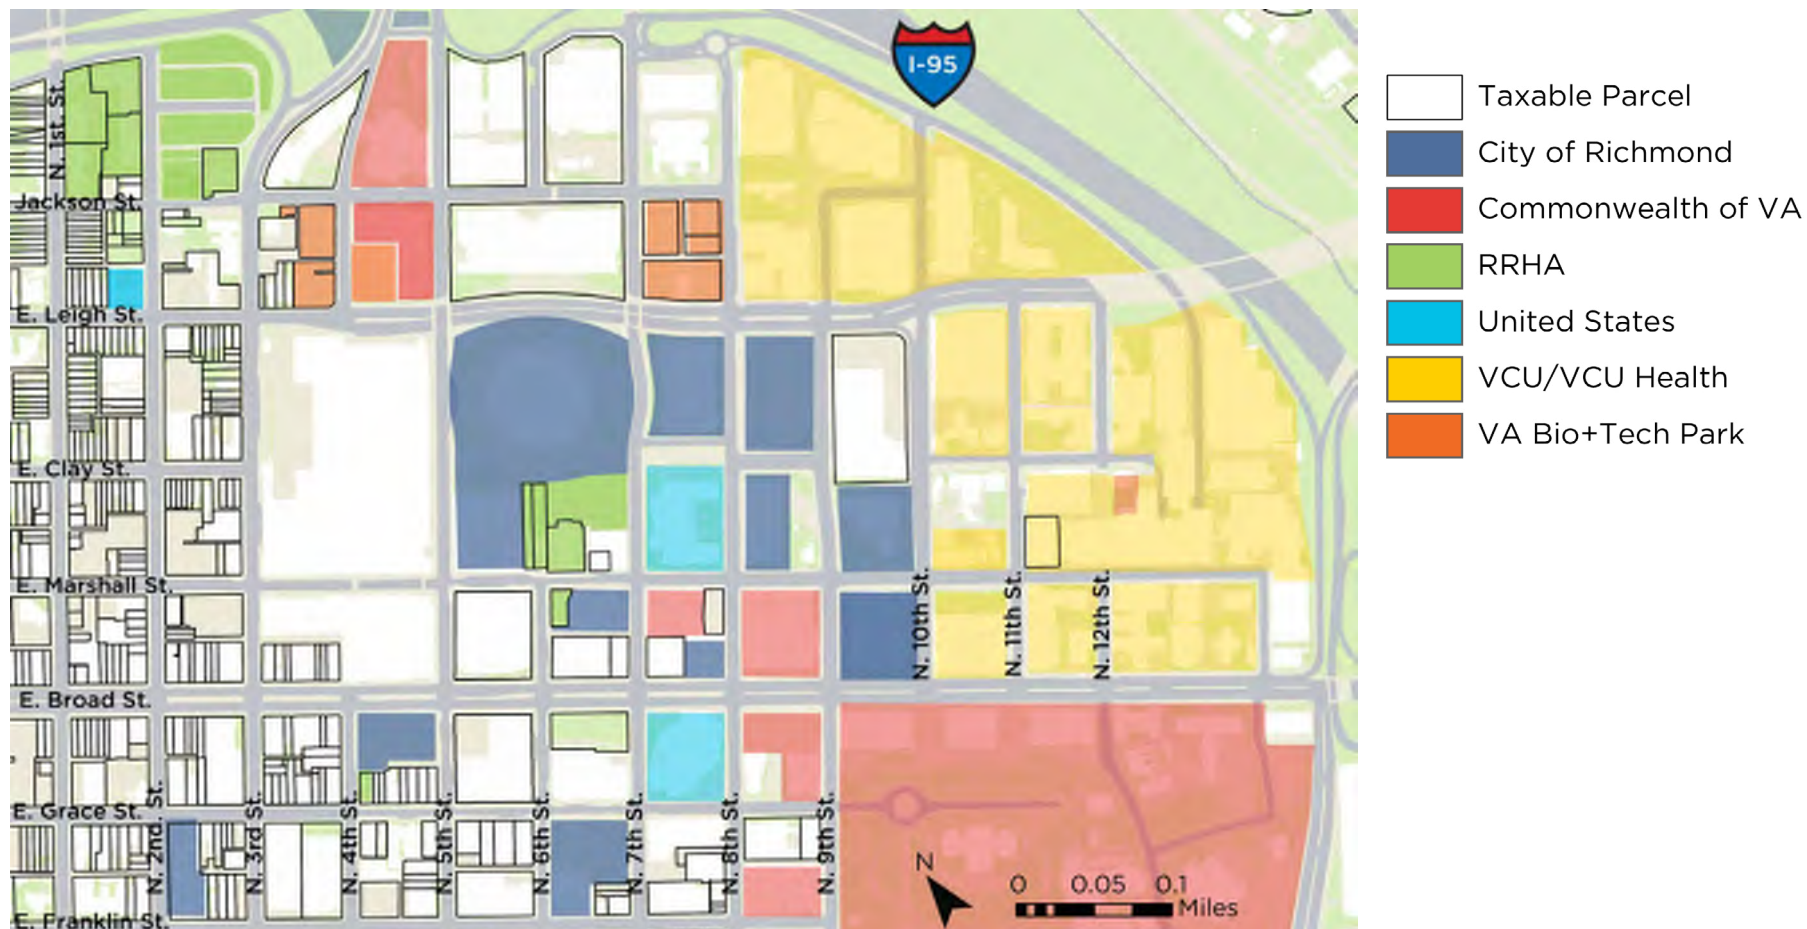 I-95
N. 1st. St.
Jackson St.
E. Leigh St.
E. Clay St.
E. Marshall St.
N. 10th St.
N. 11th St.
N. 12th St.
E. Broad St.
E. Grace St.
N. 2nd. St.
N. 3rd St.
N. 4th St.
N. 5th St.
N. 6th St.
N. 7th St.
N. 8th St.
N. 9th St.
E. Franklin St.
N
0 0.05 0.1
Miles
Taxable Parcel
City of Richmond
Commonwealth of VA
RRHA
United States
VCU/VCU Health
VA Bio+Tech Park